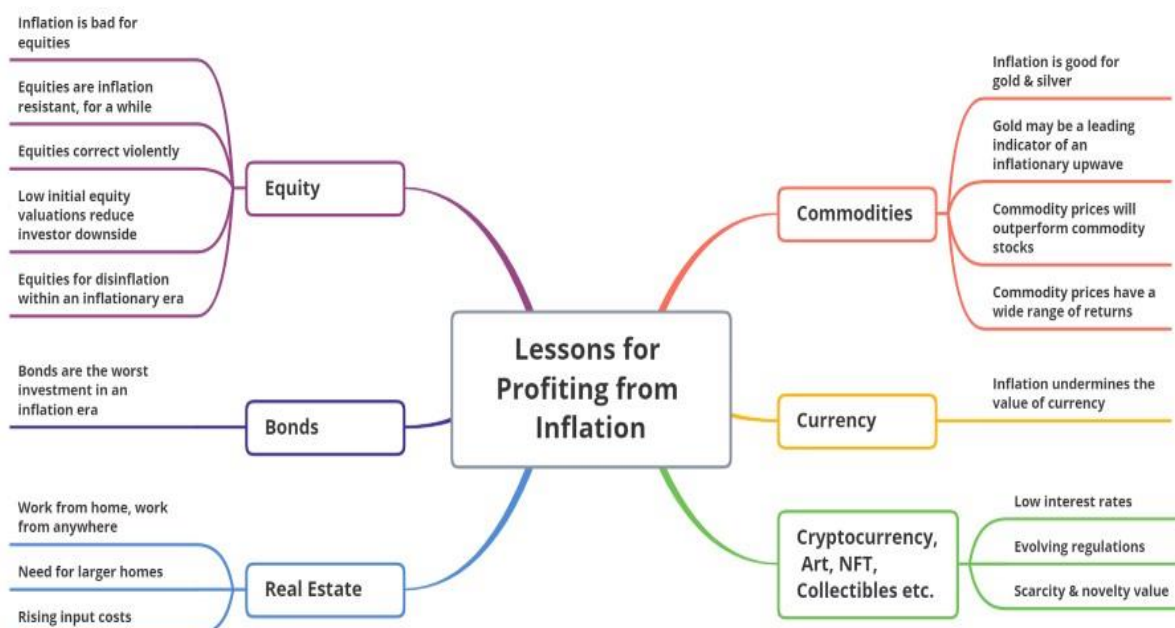 Inflation is bad for
equities
Equities are inflation
resistant, for a while
Equities correct violently
Low initial equity
valuations reduce
investor downside
Equities for disinflation
within an inflationary era
Equity
Bonds are the worst
investment in an
inflation era
Bonds
Work from home, work
from anywhere
Need for larger homes
Rising input costs
Real Estate
Lessons for
Profiting from
Inflation
Commodities
Inflation is good for
gold & silver
Gold may be a leading
indicator of an
inflationary upwave
Commodity prices will
outperform commodity
stocks
Commodity prices have a
wide range of returns
Currency
Inflation undermines the
value of currency
Cryptocurrency,
Art, NFT,
Collectibles etc.
Low interest rates
Evolving regulations
Scarcity & novelty value